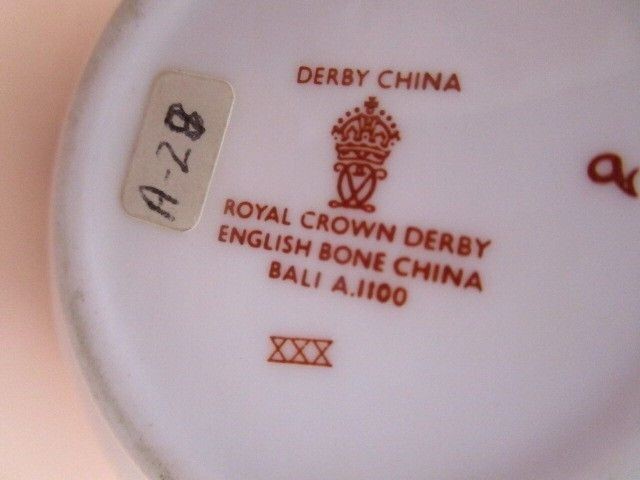 DERBY CHINA
ROYAL CROWN DERBY
ENGLISH BONE CHINA
BALI A.1100
XXX
A-28